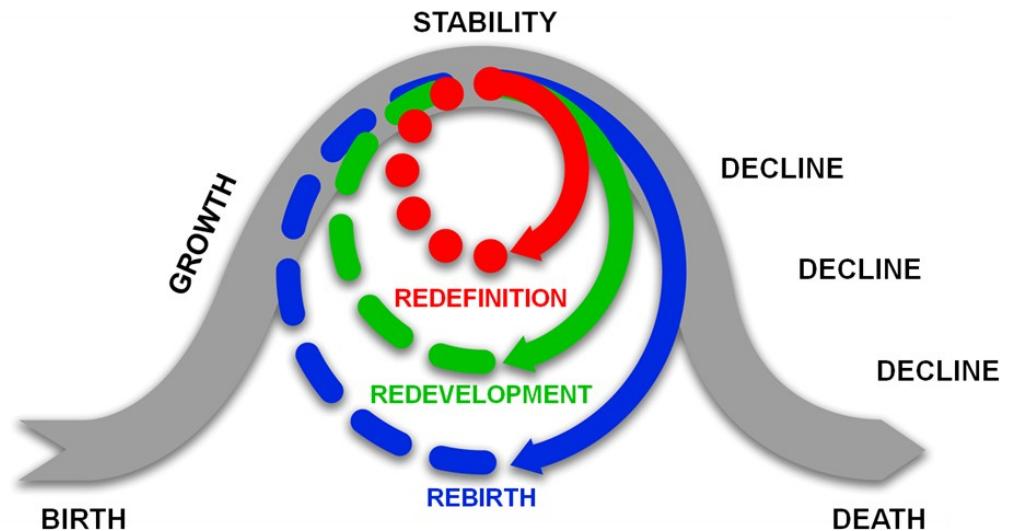 STABILITY
GROWTH
DECLINE
DECLINE
REDEFINITION
DECLINE
REDEVELOPMENT
REBIRTH
BIRTH
DEATH